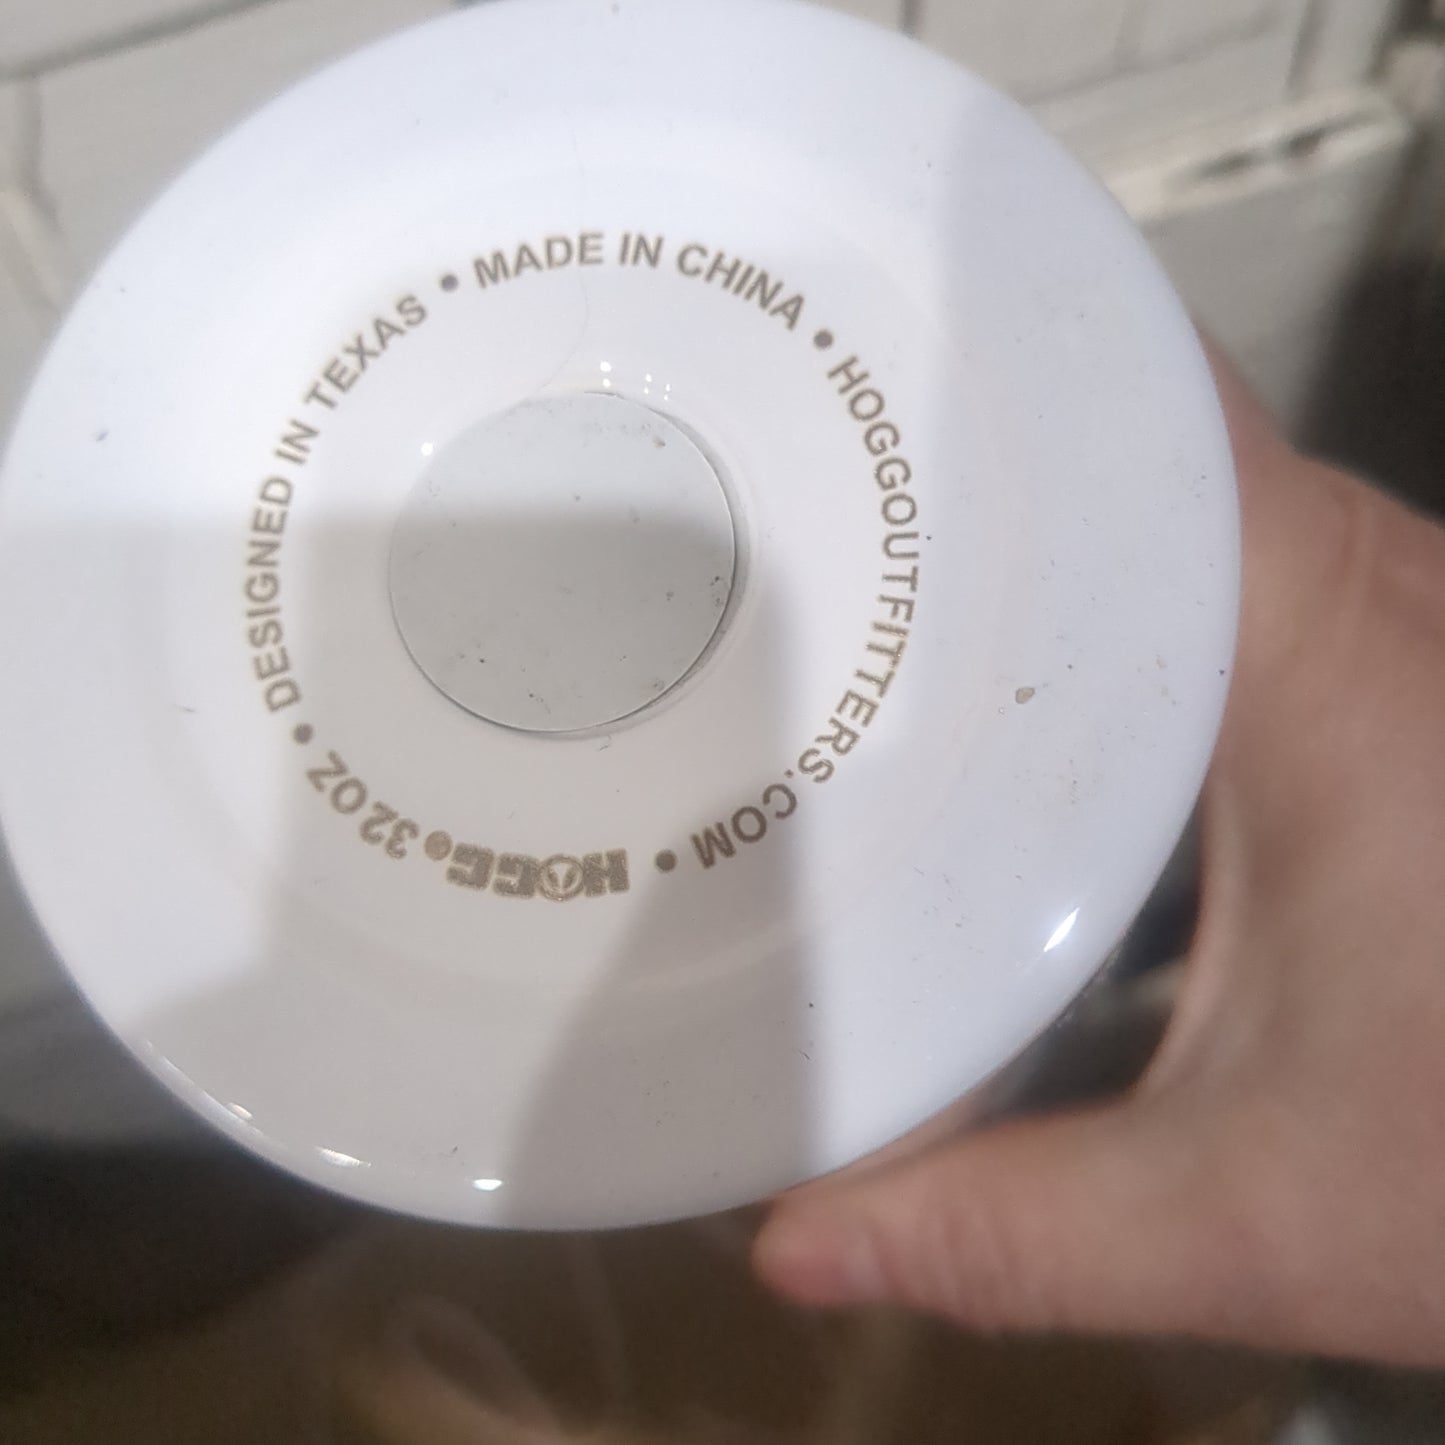 HOGG® 32 OZ • DESIGNED IN TEXAS • MADE IN CHINA • HOGGOUTFITTERS.COM •